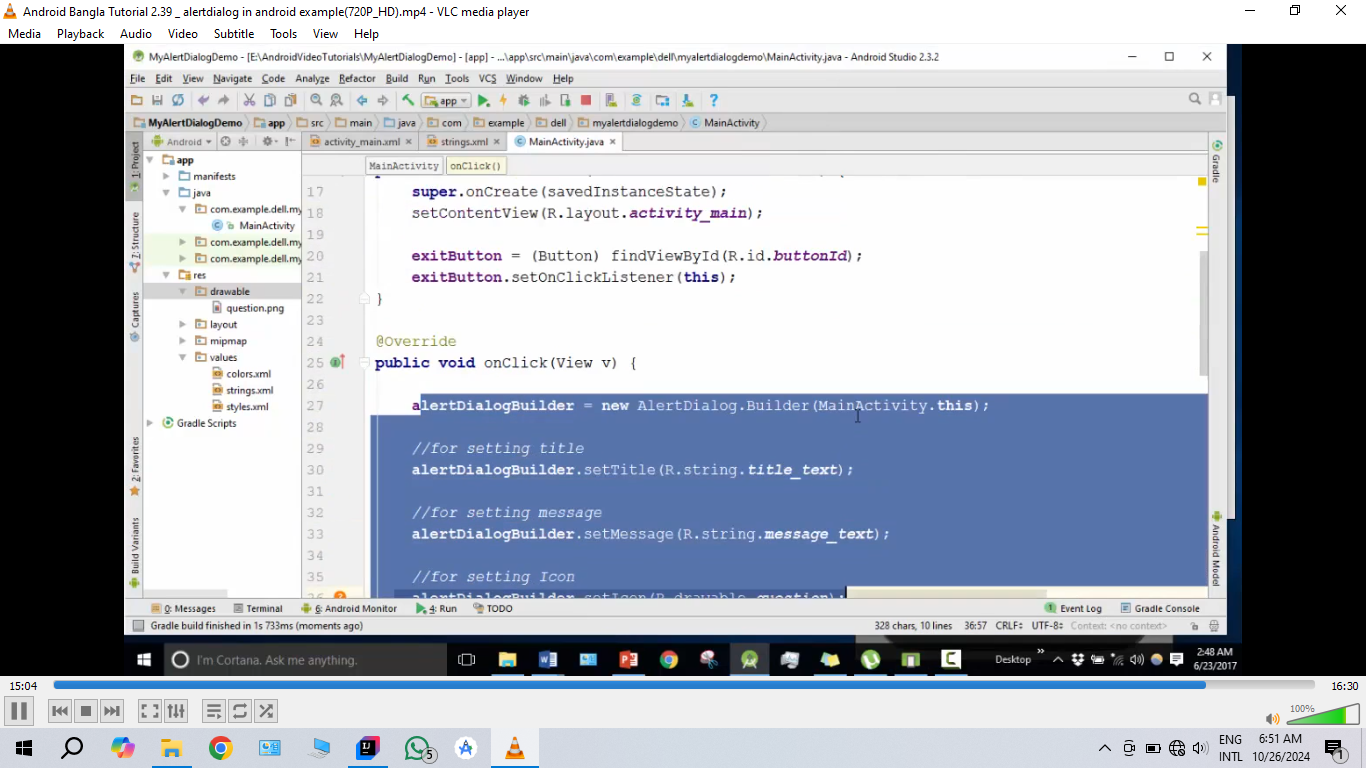 Android Bangla Tutorial 2.39 _ alertdialog in android example(720P_HD).mp4 - VLC media player
Media Playback Audio Video Subtitle Tools View Help
MyAlertDialogDemo - [E:\AndroidVideoTutorials\MyAlertDialogDemo] - [app] - ...\app\src\main\java\com\example\dell\myalertdialogdemo\MainActivity.java - Android Studio 2.3.2
File Edit View Navigate Code Analyze Refactor Build Run Tools VCS Window Help
app
MyAlertDialogDemo app src main java com example dell myalertdialogdemo MainActivity
Android
activity_main.xml strings.xml MainActivity.java
MainActivity onClick()
1: Project
Z: Structure
Captures
2: Favorites
Build Variants
app
manifests
java
com.example.dell.my
MainActivity
com.example.dell.my
com.example.dell.my
res
drawable
question.png
layout
mipmap
values
colors.xml
strings.xml
styles.xml
Gradle Scripts
17 super.onCreate(savedInstanceState);
18 setContentView(R.layout.activity_main);
19
20 exitButton = (Button) findViewById(R.id.buttonId);
21 exitButton.setOnClickListener(this);
22 }
23
24 @Override
25 public void onClick(View v) {
26
27 alertDialogBuilder = new AlertDialog.Builder(MainActivity.this);
28
29 //for setting title
30 alertDialogBuilder.setTitle(R.string.title_text);
31
32 //for setting message
33 alertDialogBuilder.setMessage(R.string.message_text);
34
35 //for setting Icon
36 alertDialogBuilder.setIcon(R.drawable.question);
Gradle
Android Model
0: Messages Terminal 6: Android Monitor 4: Run TODO Event Log Gradle Console
Gradle build finished in 1s 733ms (moments ago) 328 chars, 10 lines 36:57 CRLF÷ UTF-8÷ Context: <no context>
I'm Cortana. Ask me anything.
Desktop
2:48 AM
6/23/2017
15:04 16:30
100%
5
ENG
INTL
6:51 AM
10/26/2024
1